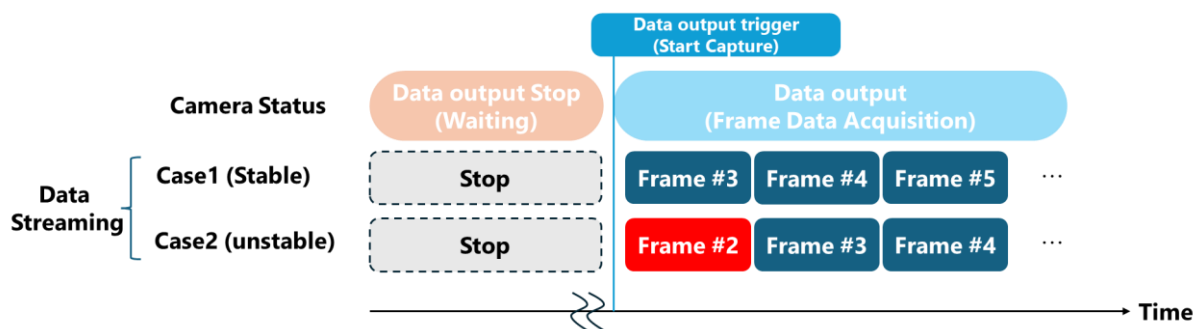 Data output trigger
(Start Capture)
Camera Status
Data output Stop
(Waiting)
Data output
(Frame Data Acquisition)
Data
Streaming
Case1 (Stable)
Stop
Frame #3
Frame #4
Frame #5
...
Case2 (unstable)
Stop
Frame #2
Frame #3
Frame #4
...
Time